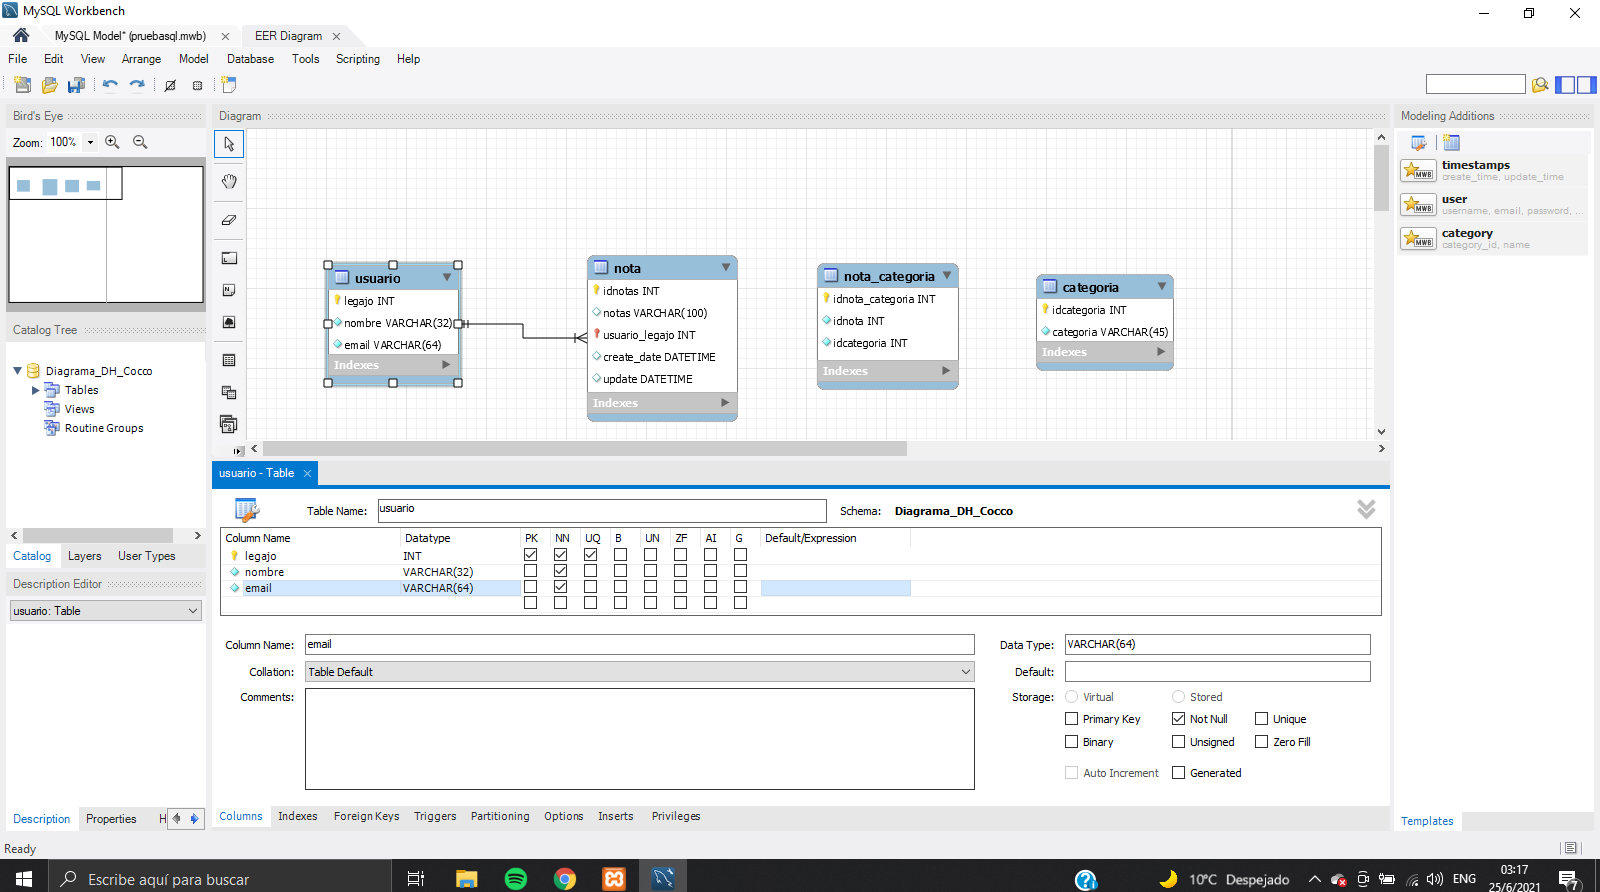 MySQL Workbench
MySQL Model* (pruebasql.mwb)
EER Diagram
File Edit View Arrange Model Database Tools Scripting Help
Bird's Eye
Zoom: 100%
Catalog Tree
Diagrama_DH_Cocco
Tables
Views
Routine Groups
Catalog Layers User Types
Description Editor
usuario: Table
Description Properties H
Diagram
usuario
legajo INT
nombre VARCHAR(32)
email VARCHAR(64)
Indexes
nota
idnotas INT
notas VARCHAR(100)
usuario_legajo INT
create_date DATETIME
update DATETIME
Indexes
nota_categoria
idnota_categoria INT
idnota INT
idcategoria INT
Indexes
categoria
idcategoria INT
categoria VARCHAR(45)
Indexes
Modeling Additions
timestamps
create_time, update_time
user
username, email, password, ...
category
category_id, name
Templates
usuario - Table
Table Name: usuario Schema: Diagrama_DH_Cocco
Column Name Datatype PK NN UQ B UN ZF AI G Default/Expression
legajo INT
nombre VARCHAR(32)
email VARCHAR(64)
Column Name: email
Collation: Table Default
Comments:
Data Type: VARCHAR(64)
Default:
Storage: Virtual Stored
Primary Key Not Null Unique
Binary Unsigned Zero Fill
Auto Increment Generated
Columns Indexes Foreign Keys Triggers Partitioning Options Inserts Privileges
Ready
Escribe aquí para buscar
10°C Despejado
ENG
03:17
25/6/2021
7